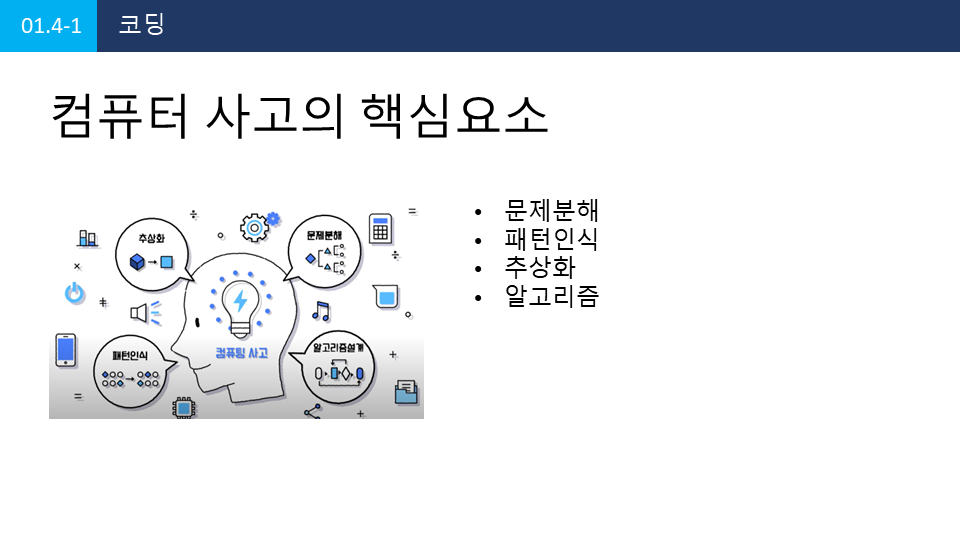 01.4-1 코딩
컴퓨터 사고의 핵심요소
추상화
문제분해
컴퓨팅 사고
패턴인식
알고리즘설계
• 문제분해
• 패턴인식
• 추상화
• 알고리즘